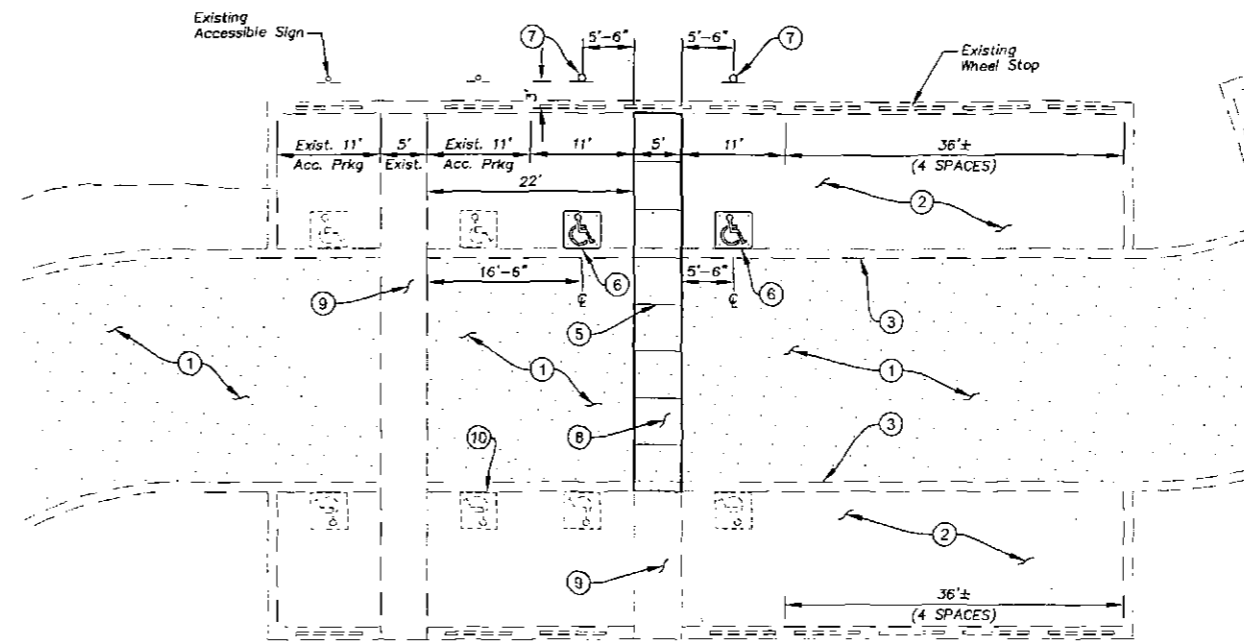 Existing
Accessible Sign
7
5'-6"
5'-6"
7
Existing
Wheel Stop
3'
Exist. 11'
5'
Exist. 11'
11'
5'
11'
36'±
Acc. Prkg
Exist.
Acc. Prkg
(4 SPACES)
22'
2
16'-6"
6
5'-6"
6
9
℄
℄
3
5
1
1
1
3
10
8
2
9
36'±
(4 SPACES)